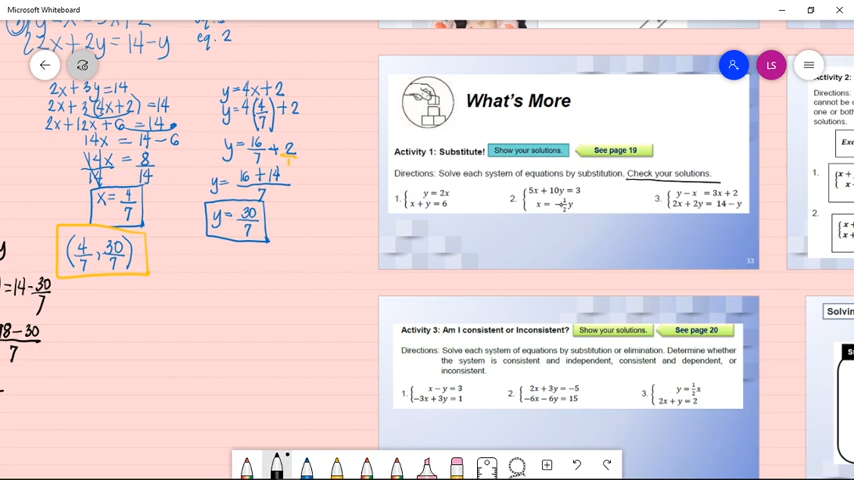 Microsoft Whiteboard
2x+2y=14-y
eq. 2
2x+3y=14
2x+3(4x+2)=14
2x+12x+6=14
14x = 14-6
14x = 8
14 14
x= 4/7
(4/7, 30/7)
y=4x+2
y=4(4/7)+2
y= 16/7 + 2/1
y= 16+14
7
y= 30/7
y
=14-30/7
8-30
7
LS
What's More
Activity 1: Substitute! Show your solutions. See page 19
Directions: Solve each system of equations by substitution. Check your solutions.
1. { y = 2x
x + y = 6
2. { 5x + 10y = 3
x = -½y
3. { y − x = 3x + 2
2x + 2y = 14 − y
33
Activity 3: Am I consistent or Inconsistent? Show your solutions. See page 20
Directions: Solve each system of equations by substitution or elimination. Determine whether
the system is consistent and independent, consistent and dependent, or
inconsistent.
1. { x − y = 3
−3x + 3y = 1
2. { 2x + 3y = −5
−6x − 6y = 15
3. { y = ½x
2x + y = 2
Activity 2:
Directions:
cannot be
one or both
solutions.
Exa
1. {x +
x -
2.
{x +
{x +
Solvin